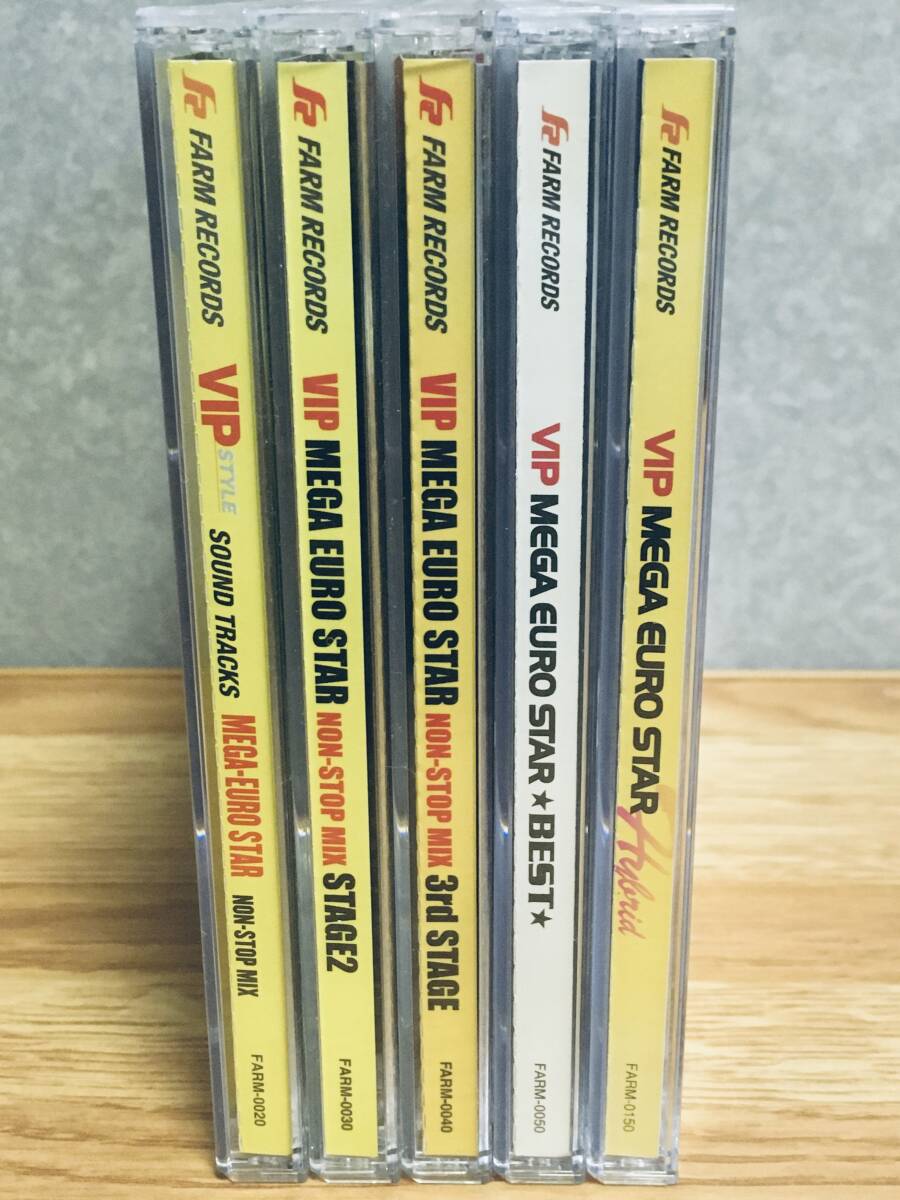 FARM RECORDS VIP STYLE SOUND TRACKS MEGA-EURO STAR NON-STOP MIX FARM-0020
FARM RECORDS VIP MEGA EURO STAR NON-STOP MIX STAGE2 FARM-0030
FARM RECORDS VIP MEGA EURO STAR NON-STOP MIX 3rd STAGE FARM-0040
FARM RECORDS VIP MEGA EURO STAR ★BEST★ FARM-0050
FARM RECORDS VIP MEGA EURO STAR Hybrid FARM-0150